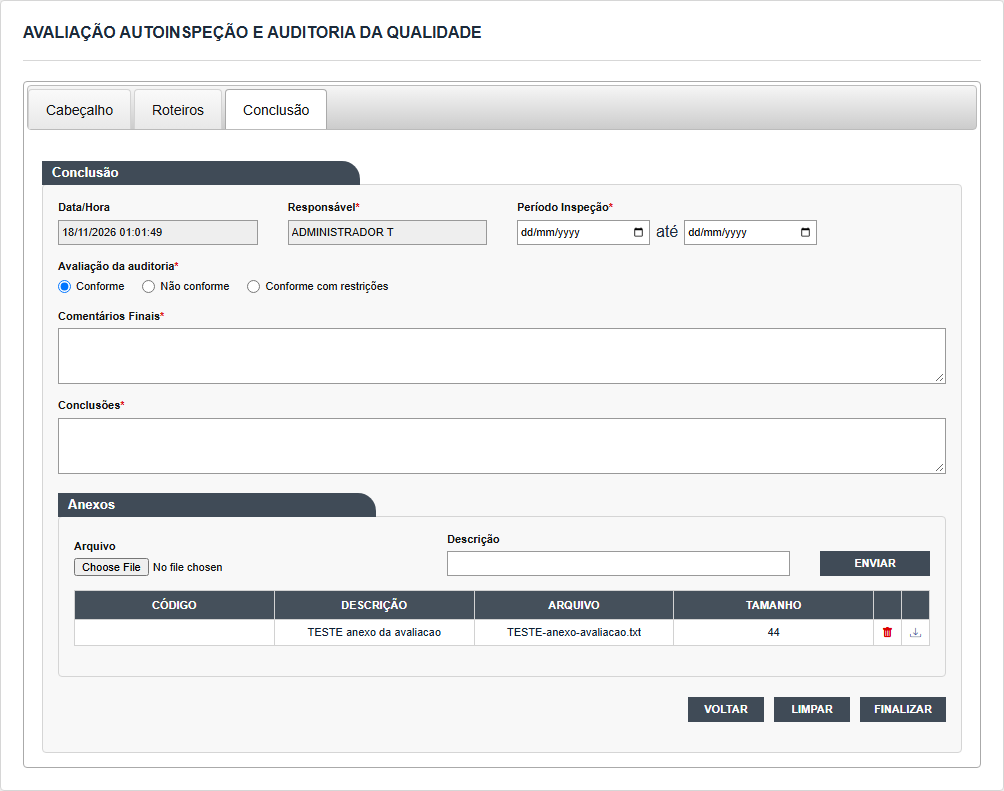 AVALIAÇÃO AUTOINSPEÇÃO E AUDITORIA DA QUALIDADE
Cabeçalho Roteiros Conclusão
Conclusão
Data/Hora Responsável* Período Inspeção*
18/11/2026 01:01:49 ADMINISTRADOR T dd/mm/yyyy até dd/mm/yyyy
Avaliação da auditoria*
Conforme Não conforme Conforme com restrições
Comentários Finais*
Conclusões*
Anexos
Arquivo Descrição
Choose File No file chosen ENVIAR
CÓDIGO DESCRIÇÃO ARQUIVO TAMANHO
TESTE anexo da avaliacao TESTE-anexo-avaliacao.txt 44
VOLTAR LIMPAR FINALIZAR